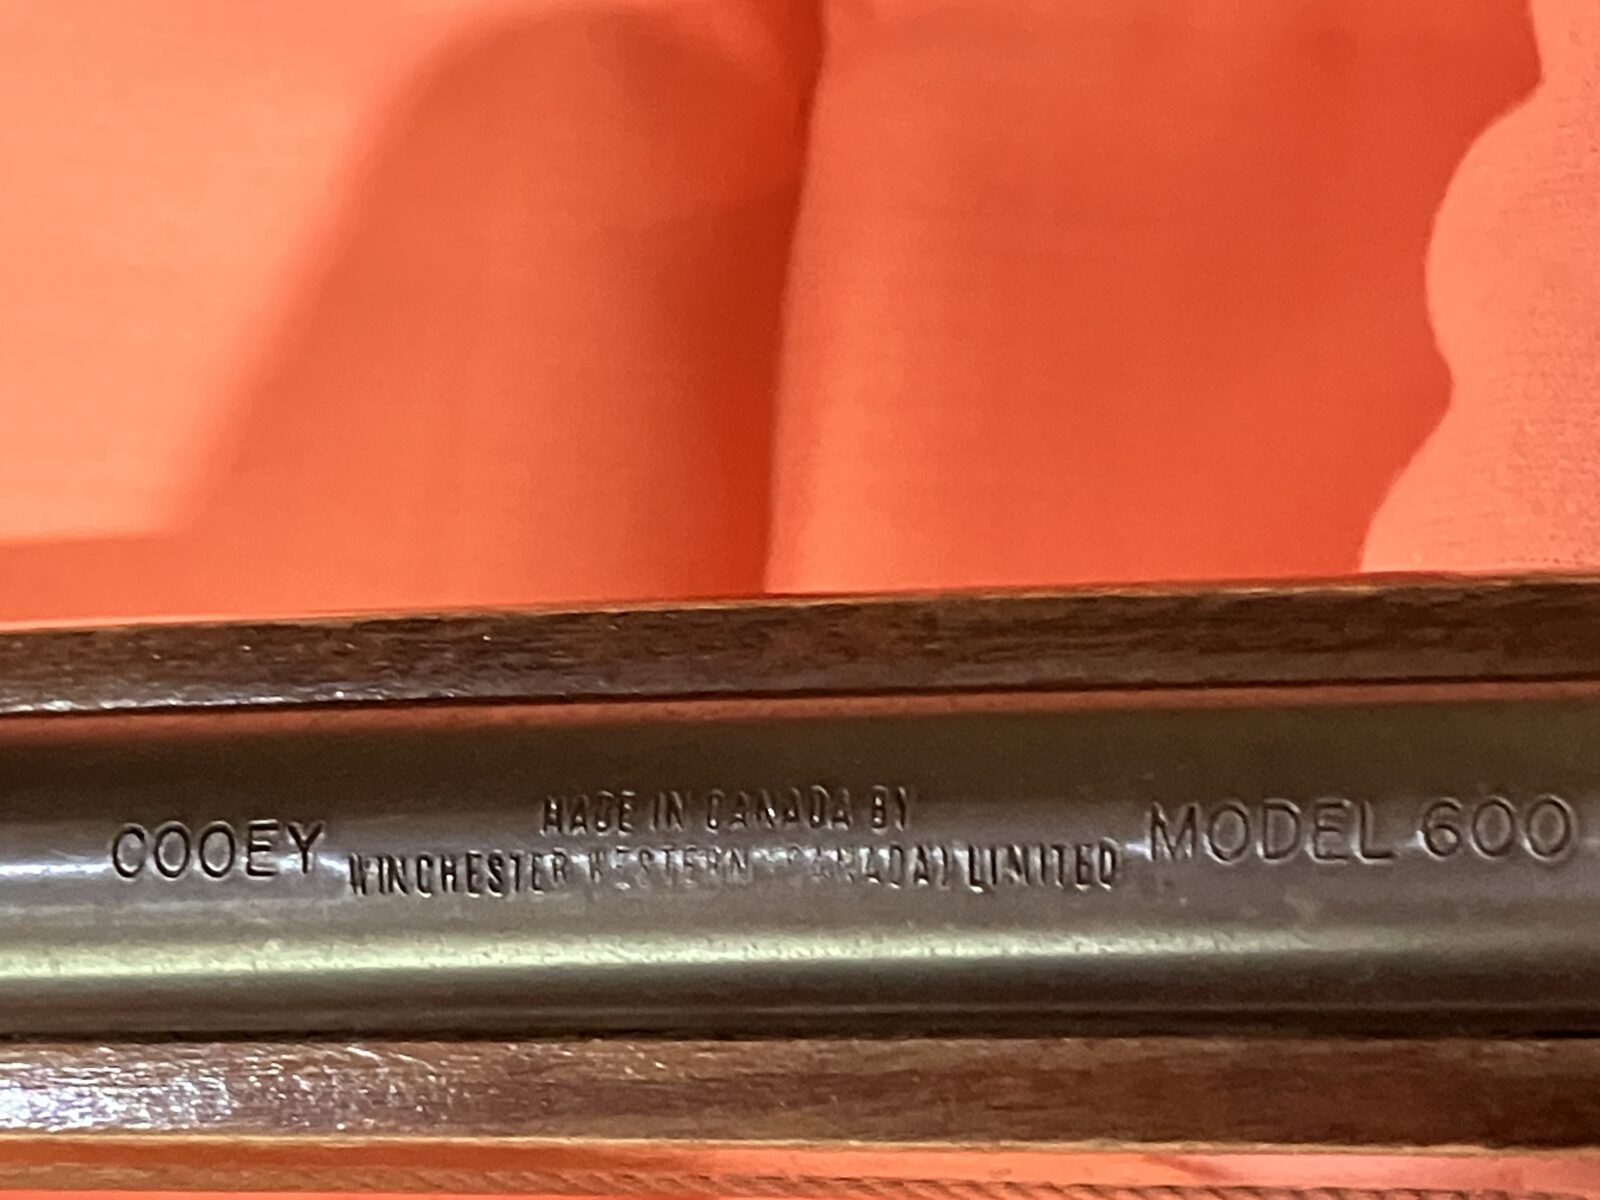 COOEY
MADE IN CANADA BY
WINCHESTER WESTERN (CANADA) LIMITED
MODEL 600